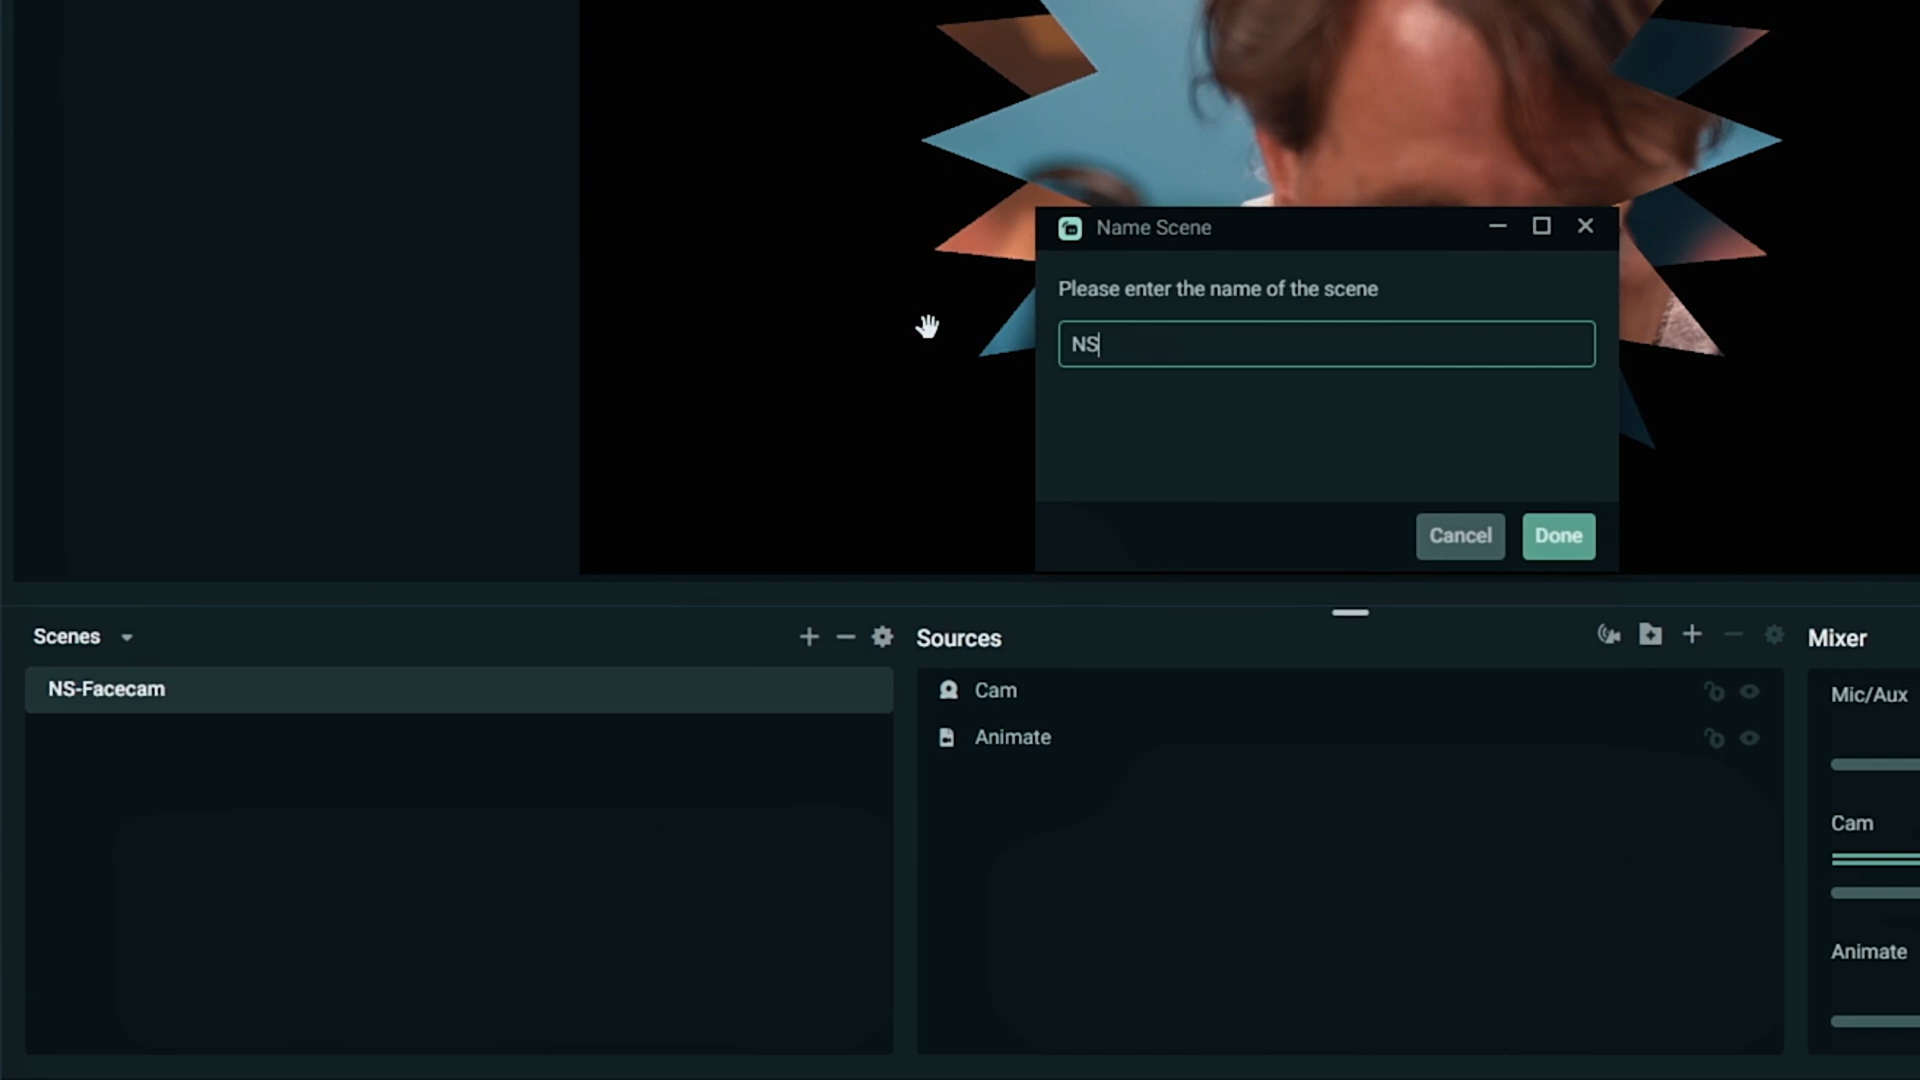 Name Scene
Please enter the name of the scene
NS
Cancel Done
Scenes
Sources
Mixer
NS-Facecam
Cam
Animate
Mic/Aux
Cam
Animate